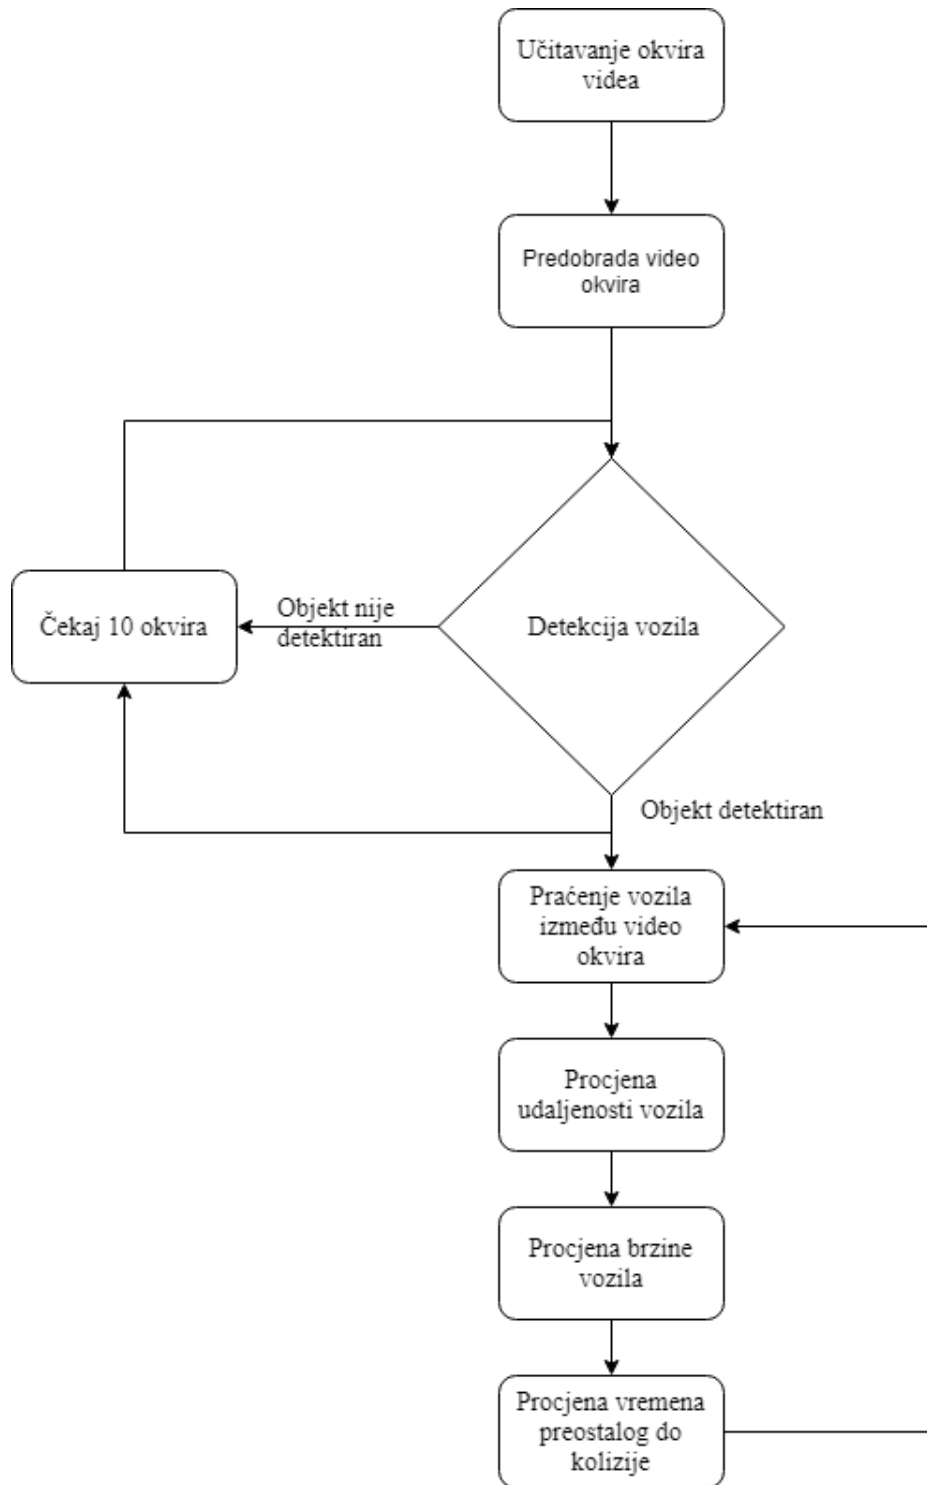 Učitavanje okvira
videa
Predobrada video
okvira
Čekaj 10 okvira
Objekt nije
detektiran
Detekcija vozila
Objekt detektiran
Praćenje vozila
između video
okvira
Procjena
udaljenosti vozila
Procjena brzine
vozila
Procjena vremena
preostalog do
kolizije